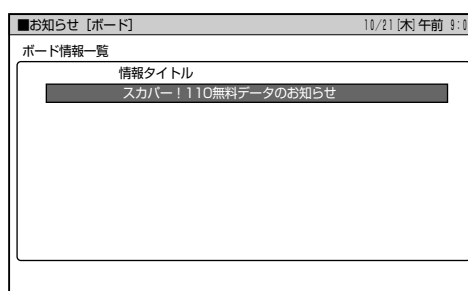 ■お知らせ［ボード］ 10/21[木]午前 9:0
ボード情報一覧
情報タイトル
スカパー！110無料データのお知らせ